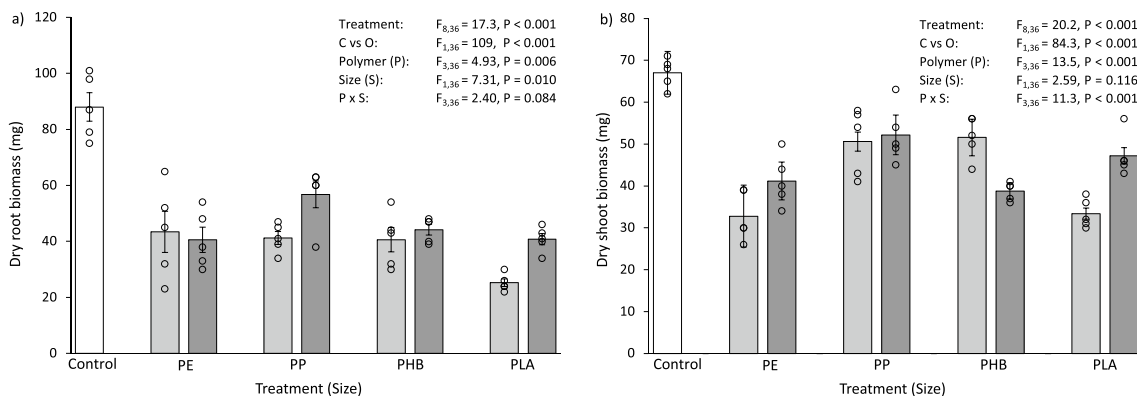 a)
Treatment: F8,36 = 17.3, P < 0.001
C vs O: F1,36 = 109, P < 0.001
Polymer (P): F3,36 = 4.93, P = 0.006
Size (S): F1,36 = 7.31, P = 0.010
P x S: F3,36 = 2.40, P = 0.084
Dry root biomass (mg)
120
100
80
60
40
20
0
Control PE PP PHB PLA
Treatment (Size)
b)
Treatment: F8,36 = 20.2, P < 0.001
C vs O: F1,36 = 84.3, P < 0.001
Polymer (P): F3,36 = 13.5, P < 0.001
Size (S): F1,36 = 2.59, P = 0.116
P x S: F3,36 = 11.3, P < 0.001
Dry shoot biomass (mg)
80
70
60
50
40
30
20
10
0
Control PE PP PHB PLA
Treatment (Size)